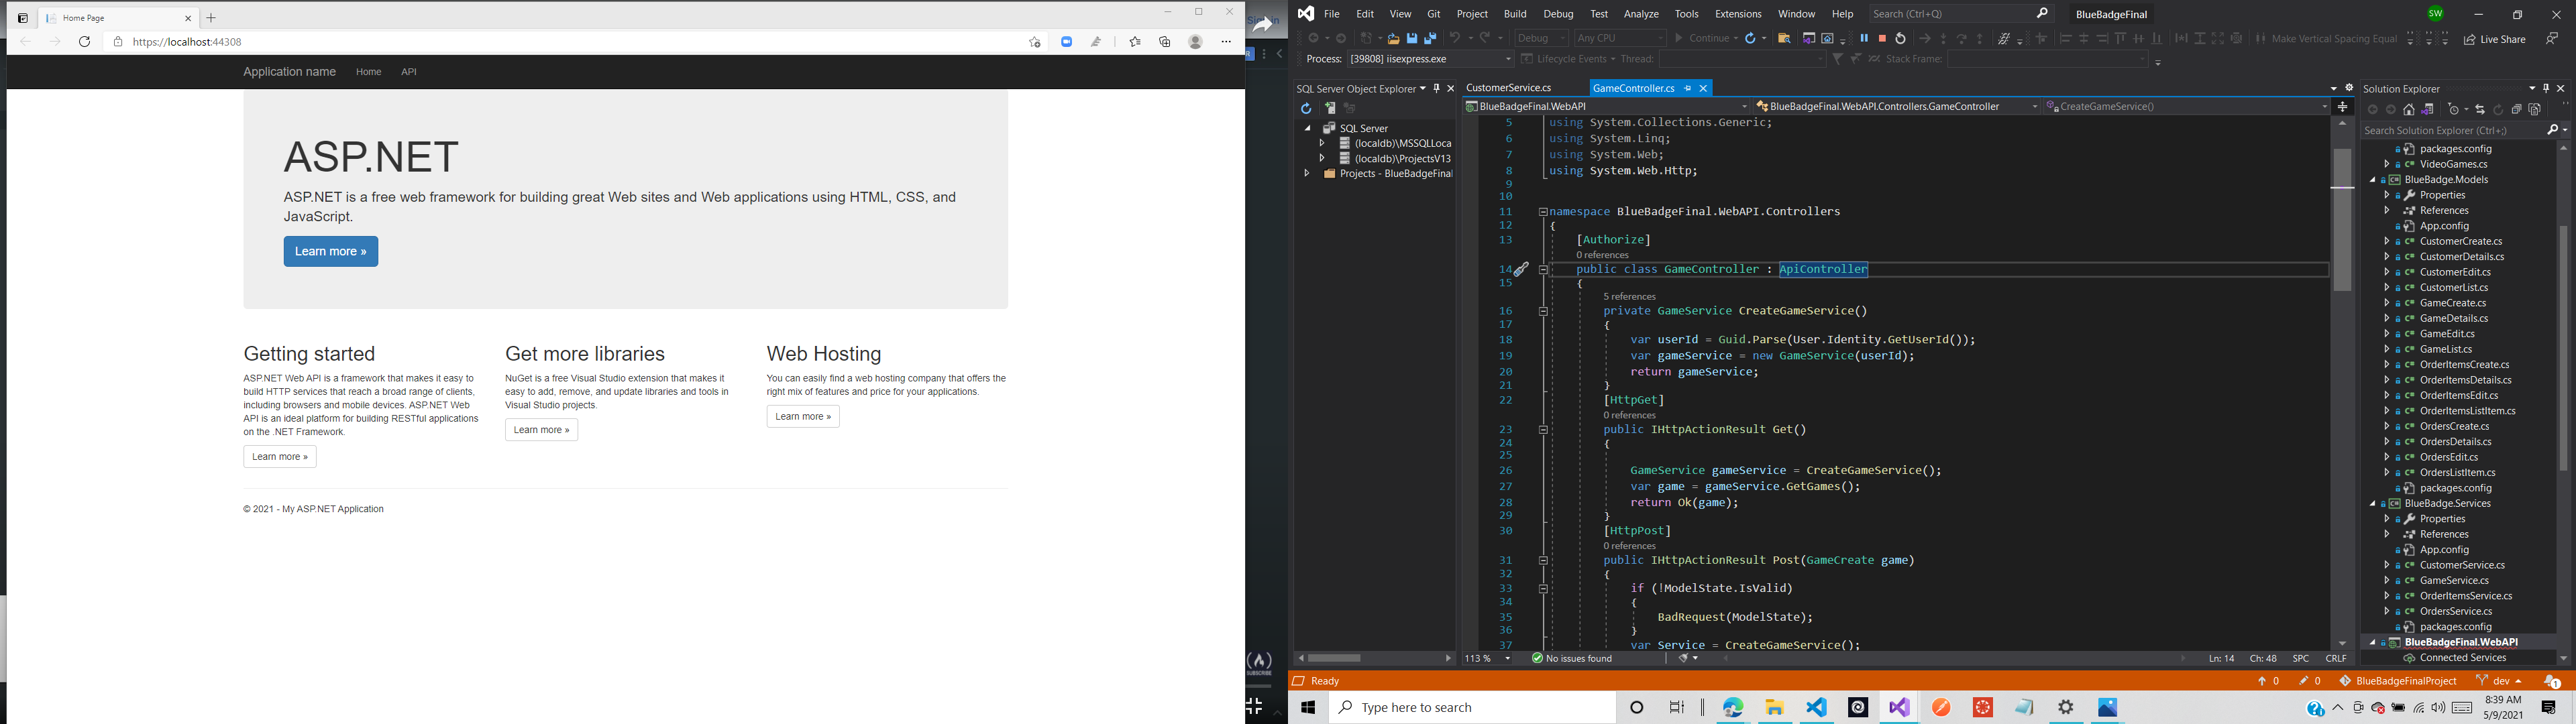 Home Page
https://localhost:44308
Application name Home API
ASP.NET
ASP.NET is a free web framework for building great Web sites and Web applications using HTML, CSS, and
JavaScript.
Learn more »
Getting started
ASP.NET Web API is a framework that makes it easy to
build HTTP services that reach a broad range of clients,
including browsers and mobile devices. ASP.NET Web
API is an ideal platform for building RESTful applications
on the .NET Framework.
Learn more »
Get more libraries
NuGet is a free Visual Studio extension that makes it
easy to add, remove, and update libraries and tools in
Visual Studio projects.
Learn more »
Web Hosting
You can easily find a web hosting company that offers the
right mix of features and price for your applications.
Learn more »
© 2021 - My ASP.NET Application
SUBSCRIBE
File Edit View Git Project Build Debug Test Analyze Tools Extensions Window Help Search (Ctrl+Q) BlueBadgeFinal SW
Debug Any CPU Continue Make Vertical Spacing Equal Live Share
Process: [39808] iisexpress.exe Lifecycle Events Thread: Stack Frame:
SQL Server Object Explorer
SQL Server
(localdb)\MSSQLLoca
(localdb)\ProjectsV13
Projects - BlueBadgeFinal
CustomerService.cs GameController.cs
BlueBadgeFinal.WebAPI BlueBadgeFinal.WebAPI.Controllers.GameController CreateGameService()
5 using System.Collections.Generic;
6 using System.Linq;
7 using System.Web;
8 using System.Web.Http;
9
10
11 namespace BlueBadgeFinal.WebAPI.Controllers
12 {
13 [Authorize]
0 references
14 public class GameController : ApiController
15 {
5 references
16 private GameService CreateGameService()
17 {
18 var userId = Guid.Parse(User.Identity.GetUserId());
19 var gameService = new GameService(userId);
20 return gameService;
21 }
22 [HttpGet]
0 references
23 public IHttpActionResult Get()
24 {
25
26 GameService gameService = CreateGameService();
27 var game = gameService.GetGames();
28 return Ok(game);
29 }
30 [HttpPost]
0 references
31 public IHttpActionResult Post(GameCreate game)
32 {
33 if (!ModelState.IsValid)
34 {
35 BadRequest(ModelState);
36 }
37 var Service = CreateGameService();
113 % No issues found Ln: 14 Ch: 48 SPC CRLF
Solution Explorer
Search Solution Explorer (Ctrl+;)
packages.config
VideoGames.cs
BlueBadge.Models
Properties
References
App.config
CustomerCreate.cs
CustomerDetails.cs
CustomerEdit.cs
CustomerList.cs
GameCreate.cs
GameDetails.cs
GameEdit.cs
GameList.cs
OrderItemsCreate.cs
OrderItemsDetails.cs
OrderItemsEdit.cs
OrderItemsListItem.cs
OrdersCreate.cs
OrdersDetails.cs
OrdersEdit.cs
OrdersListItem.cs
packages.config
BlueBadge.Services
Properties
References
App.config
CustomerService.cs
GameService.cs
OrderItemsService.cs
OrdersService.cs
packages.config
BlueBadgeFinal.WebAPI
Connected Services
Ready 0 0 BlueBadgeFinalProject dev 1
Type here to search
8:39 AM
5/9/2021